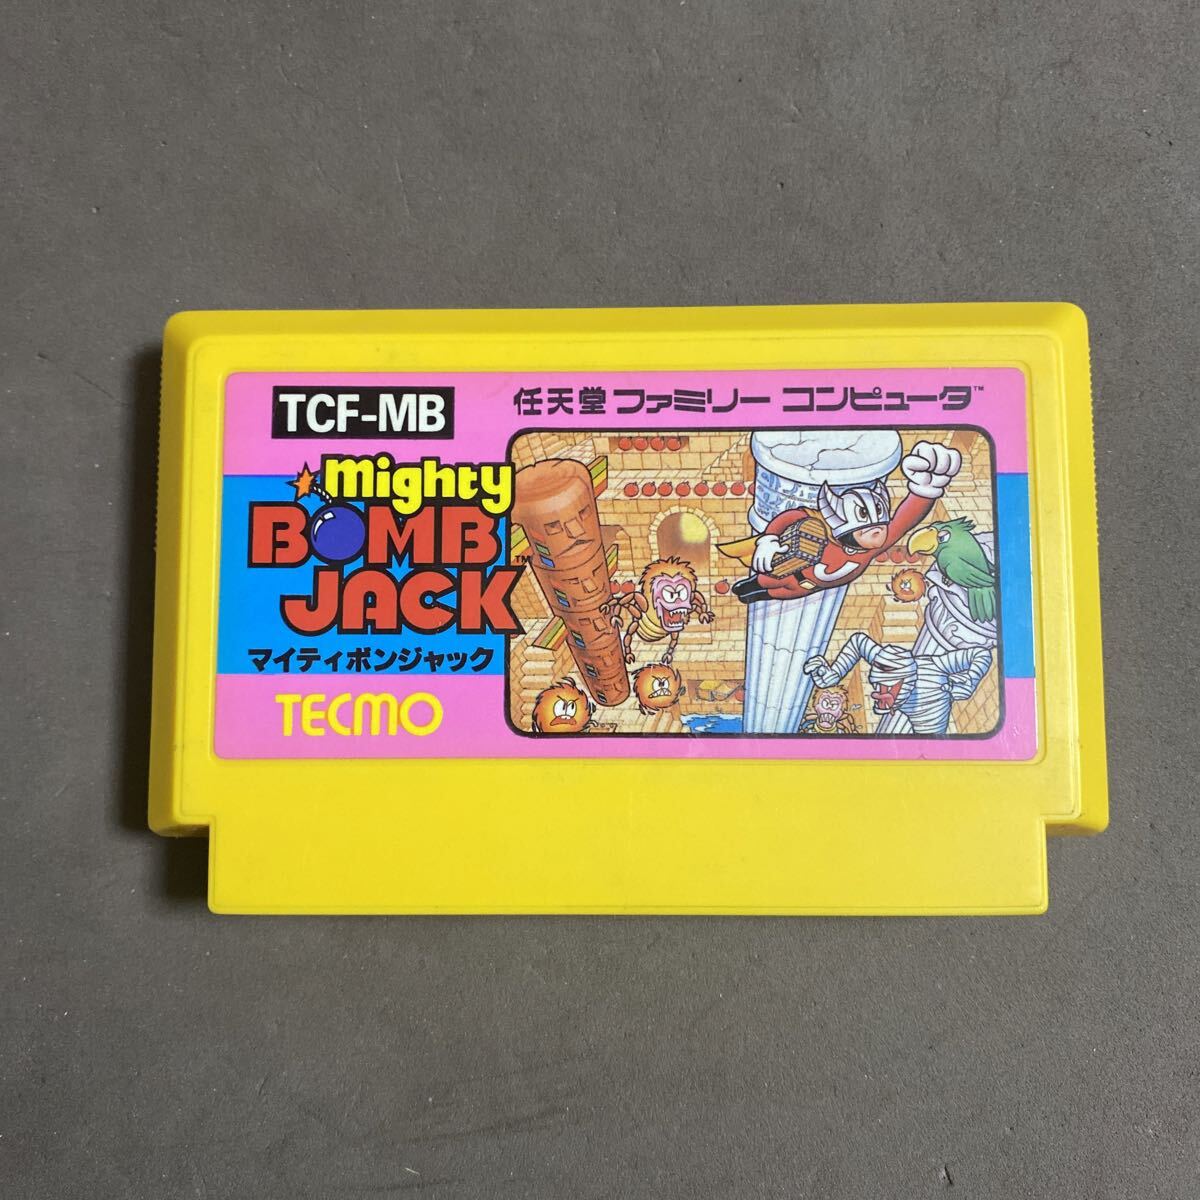 TCF-MB
任天堂 ファミリー コンピュータ™
mighty
BOMB
JACK™
マイティボンジャック
TECMO